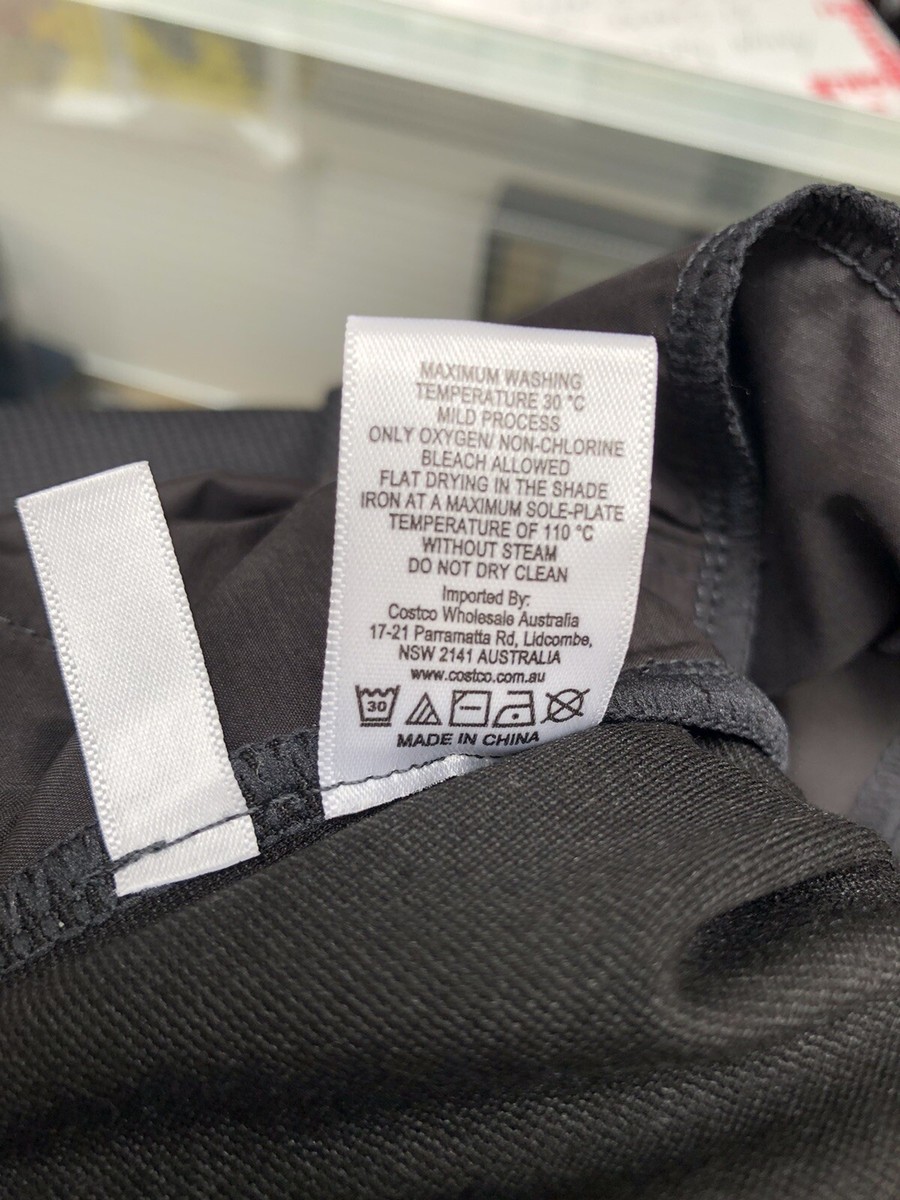 MAXIMUM WASHING
TEMPERATURE 30 °C
MILD PROCESS
ONLY OXYGEN/ NON-CHLORINE
BLEACH ALLOWED
FLAT DRYING IN THE SHADE
IRON AT A MAXIMUM SOLE-PLATE
TEMPERATURE OF 110 °C
WITHOUT STEAM
DO NOT DRY CLEAN
Imported By:
Costco Wholesale Australia
17-21 Parramatta Rd, Lidcombe,
NSW 2141 AUSTRALIA
www.costco.com.au
30
MADE IN CHINA